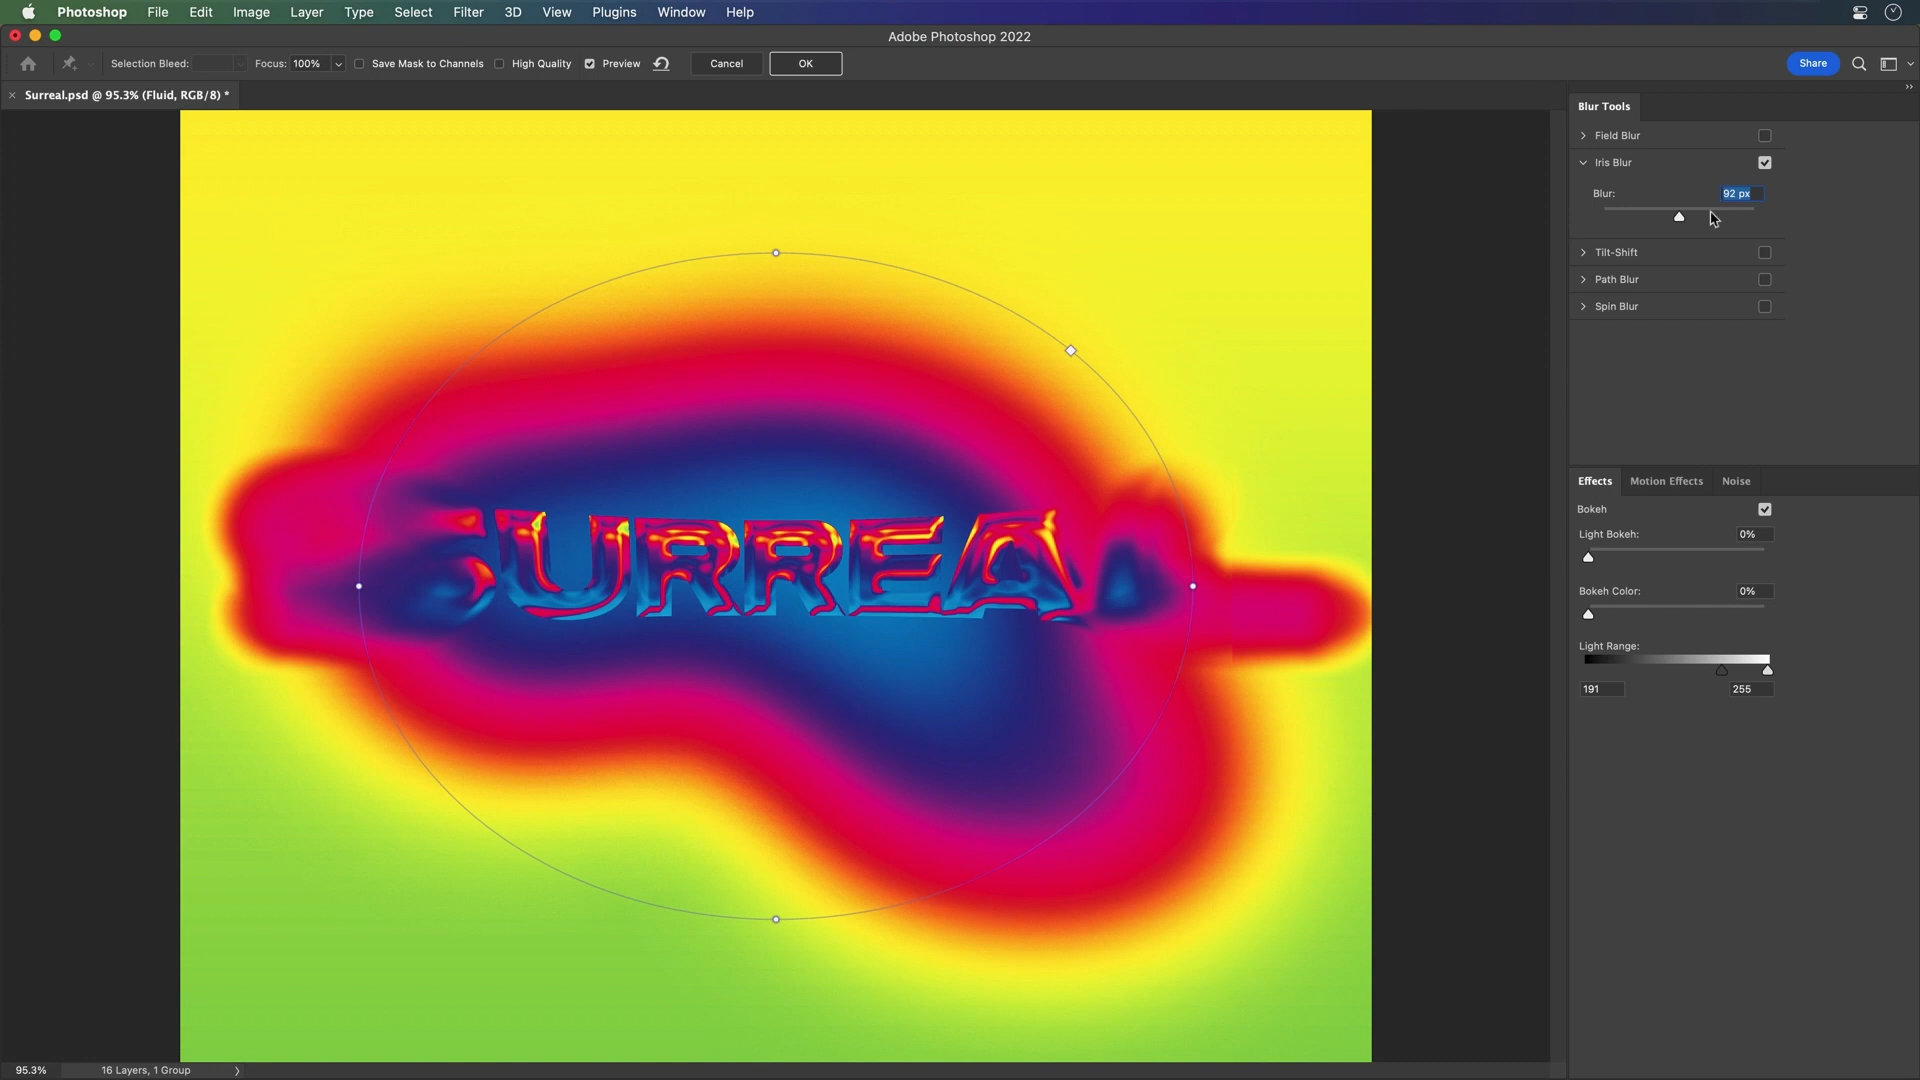 Photoshop File Edit Image Layer Type Select Filter 3D View Plugins Window Help
Adobe Photoshop 2022
Selection Bleed: Focus: 100% Save Mask to Channels High Quality Preview Cancel OK Share
Surreal.psd @ 95.3% (Fluid, RGB/8) *
Blur Tools
Field Blur
Iris Blur
Blur: 92 px
Tilt-Shift
Path Blur
Spin Blur
URREA
Effects Motion Effects Noise
Bokeh
Light Bokeh: 0%
Bokeh Color: 0%
Light Range:
191 255
95.3% 16 Layers, 1 Group